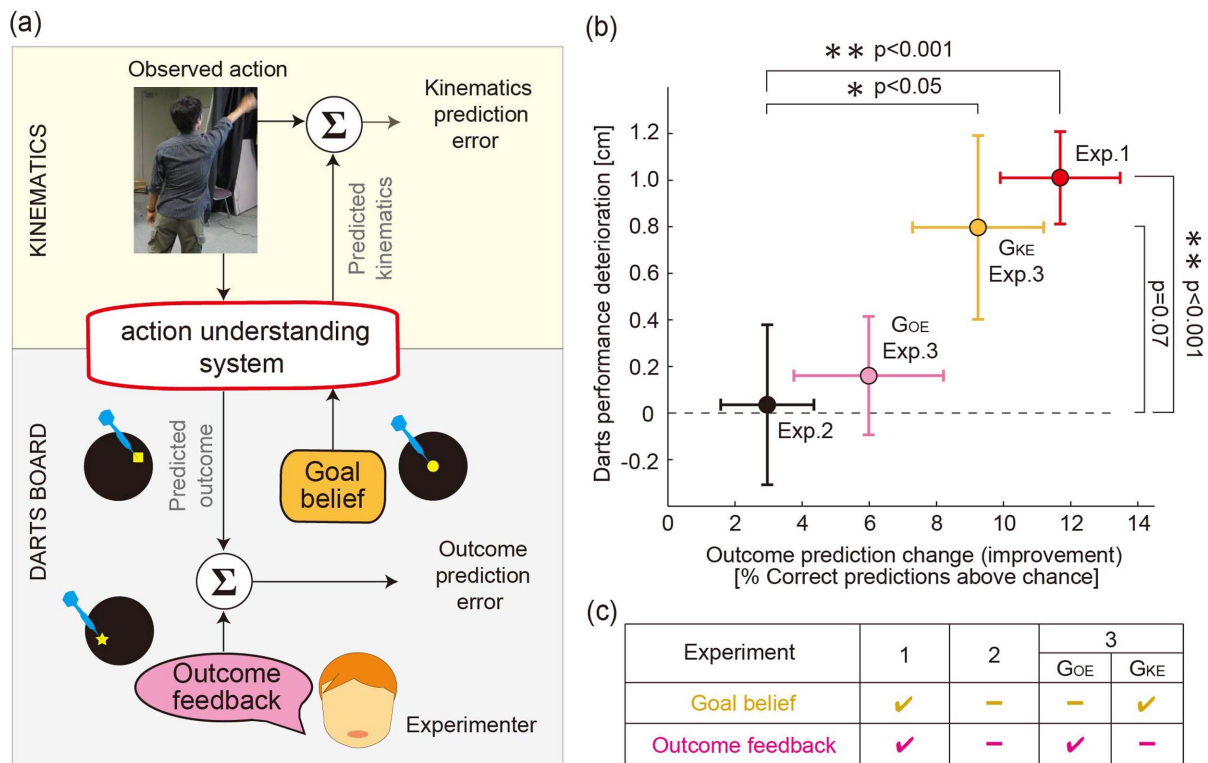 (a)
KINEMATICS
Observed action
Σ
Kinematics
prediction
error
Predicted
kinematics
action understanding
system
DARTS BOARD
Predicted
outcome
Goal
belief
Σ
Outcome
prediction
error
Outcome
feedback
Experimenter
(b)
** p<0.001
* p<0.05
Darts performance deterioration [cm]
1.2
1.0
0.8
0.6
0.4
0.2
0
-0.2
Exp.1
GKE
Exp.3
GOE
Exp.3
Exp.2
p=0.07
** p<0.001
0 2 4 6 8 10 12 14
Outcome prediction change (improvement)
[% Correct predictions above chance]
(c)
Experiment 1 2 3
GOE GKE
Goal belief ✓ – – ✓
Outcome feedback ✓ – ✓ –